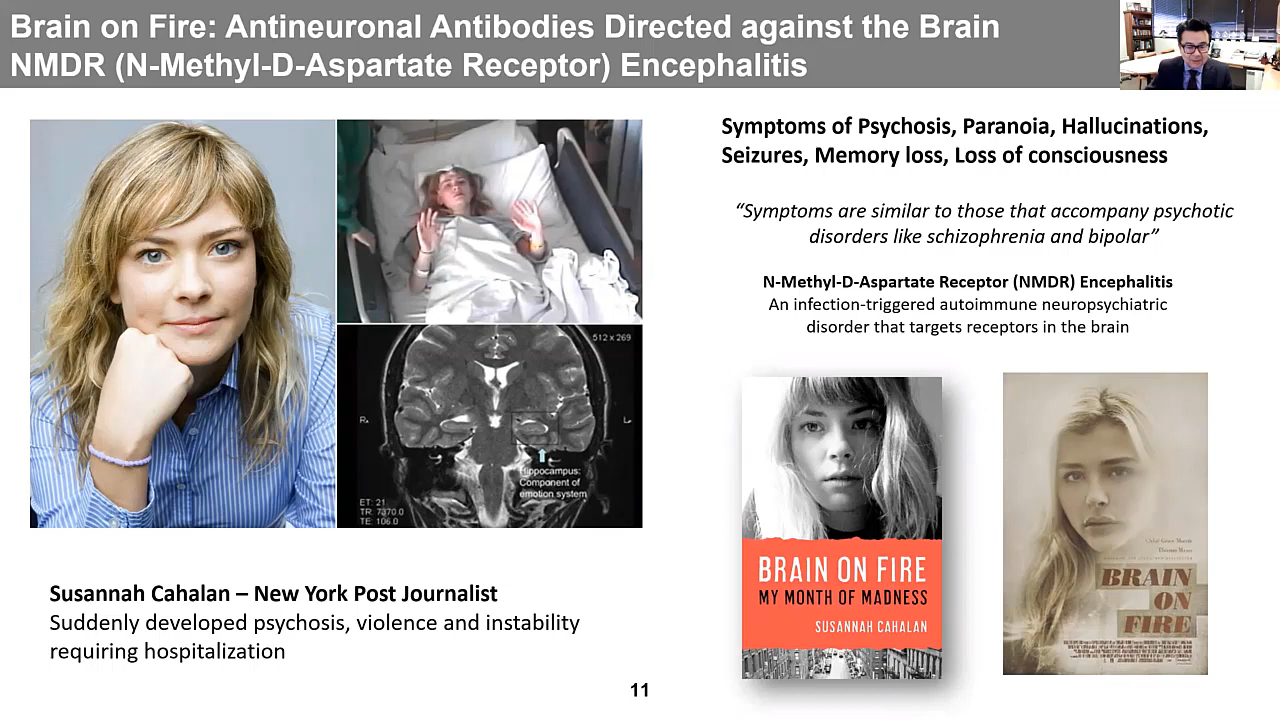 Brain on Fire: Antineuronal Antibodies Directed against the Brain
NMDR (N-Methyl-D-Aspartate Receptor) Encephalitis
Symptoms of Psychosis, Paranoia, Hallucinations,
Seizures, Memory loss, Loss of consciousness
“Symptoms are similar to those that accompany psychotic
disorders like schizophrenia and bipolar”
N-Methyl-D-Aspartate Receptor (NMDR) Encephalitis
An infection-triggered autoimmune neuropsychiatric
disorder that targets receptors in the brain
512 x 269
R
L
Hippocampus:
Component of
emotion system
ET: 21
TR: 7370.0
TE: 106.0
BRAIN ON FIRE
MY MONTH OF MADNESS
SUSANNAH CAHALAN
BRAIN
ON
FIRE
Susannah Cahalan – New York Post Journalist
Suddenly developed psychosis, violence and instability
requiring hospitalization
11